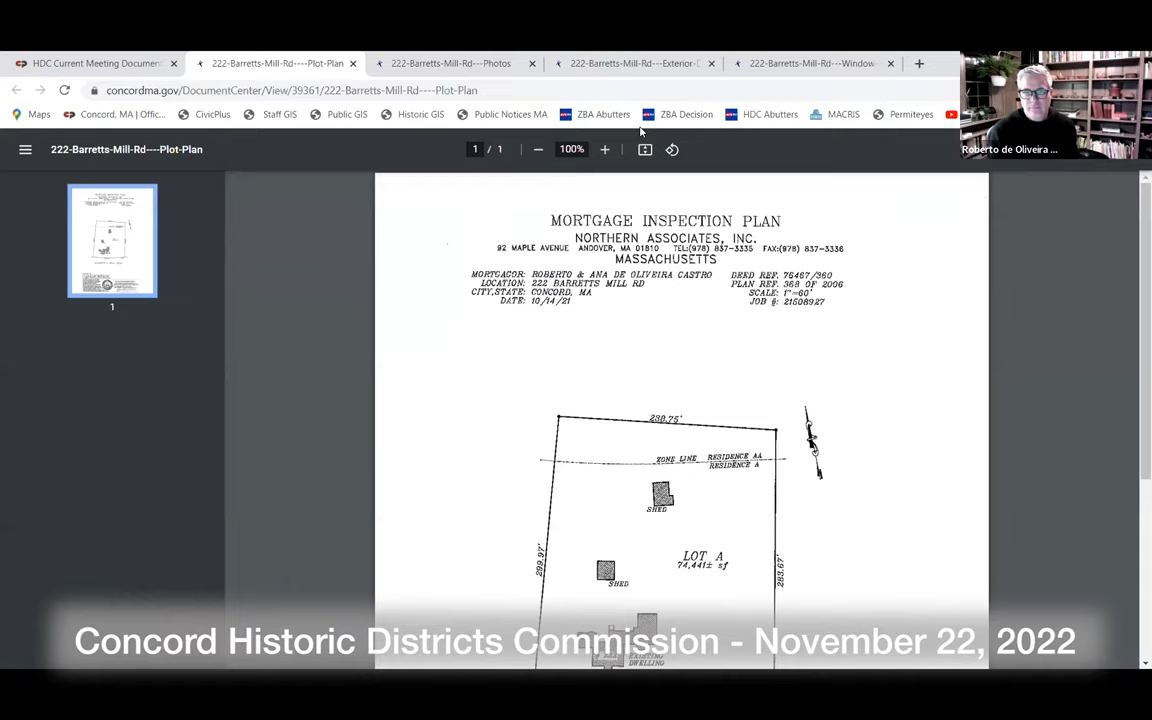 HDC Current Meeting Document
222-Barretts-Mill-Rd----Plot-Plan
222-Barretts-Mill-Rd----Photos
222-Barretts-Mill-Rd---Exterior-D
222-Barretts-Mill-Rd---Window-
concordma.gov/DocumentCenter/View/39361/222-Barretts-Mill-Rd----Plot-Plan
Maps
Concord, MA | Offic...
CivicPlus
Staff GIS
Public GIS
Historic GIS
Public Notices MA
ZBA Abutters
ZBA Decision
HDC Abutters
MACRIS
Permiteyes
Roberto de Oliveira ...
222-Barretts-Mill-Rd----Plot-Plan
1 / 1
100%
1
MORTGAGE INSPECTION PLAN
NORTHERN ASSOCIATES, INC.
92 MAPLE AVENUE ANDOVER, MA 01810 TEL:(978) 837-3335 FAX:(978) 837-3336
MASSACHUSETTS
MORTGAGOR: ROBERTO & ANA DE OLIVEIRA CASTRO
LOCATION: 222 BARRETTS MILL RD
CITY,STATE: CONCORD, MA
DATE: 10/14/21
DEED REF. 76467/360
PLAN REF. 368 OF 2006
SCALE: 1"=60'
JOB #: 21508927
230.75'
ZONE LINE RESIDENCE AA
RESIDENCE A
SHED
LOT A
74,441± sf
299.97'
283.67'
SHED
EXISTING
DWELLING
Concord Historic Districts Commission - November 22, 2022